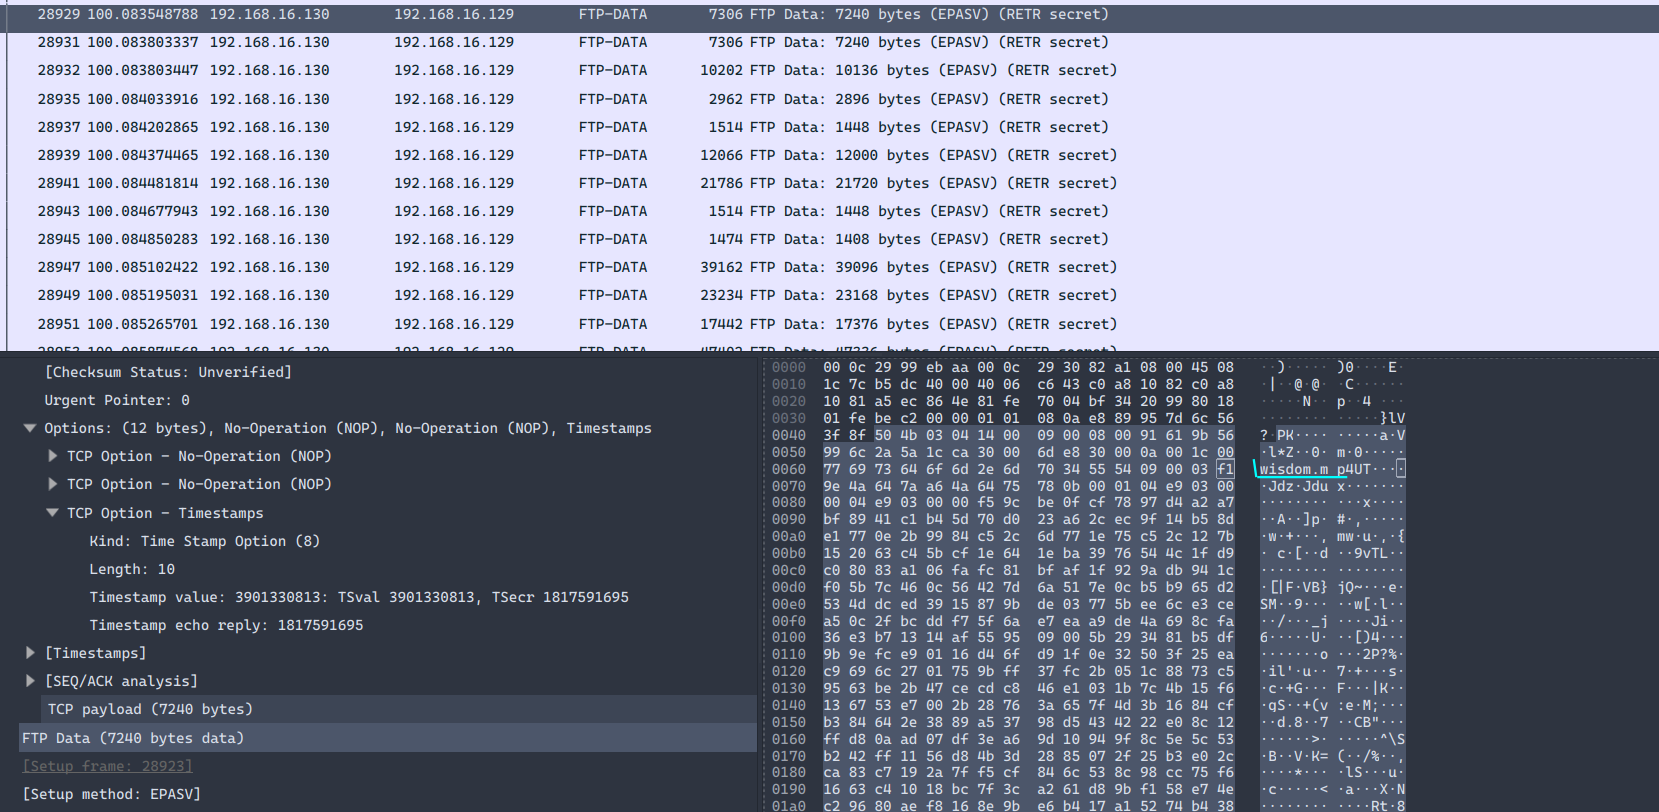 28929 100.083548788 192.168.16.130 192.168.16.129 FTP-DATA 7306 FTP Data: 7240 bytes (EPASV) (RETR secret)
28931 100.083803337 192.168.16.130 192.168.16.129 FTP-DATA 7306 FTP Data: 7240 bytes (EPASV) (RETR secret)
28932 100.083803447 192.168.16.130 192.168.16.129 FTP-DATA 10202 FTP Data: 10136 bytes (EPASV) (RETR secret)
28935 100.084033916 192.168.16.130 192.168.16.129 FTP-DATA 2962 FTP Data: 2896 bytes (EPASV) (RETR secret)
28937 100.084202865 192.168.16.130 192.168.16.129 FTP-DATA 1514 FTP Data: 1448 bytes (EPASV) (RETR secret)
28939 100.084374465 192.168.16.130 192.168.16.129 FTP-DATA 12066 FTP Data: 12000 bytes (EPASV) (RETR secret)
28941 100.084481814 192.168.16.130 192.168.16.129 FTP-DATA 21786 FTP Data: 21720 bytes (EPASV) (RETR secret)
28943 100.084677943 192.168.16.130 192.168.16.129 FTP-DATA 1514 FTP Data: 1448 bytes (EPASV) (RETR secret)
28945 100.084850283 192.168.16.130 192.168.16.129 FTP-DATA 1474 FTP Data: 1408 bytes (EPASV) (RETR secret)
28947 100.085102422 192.168.16.130 192.168.16.129 FTP-DATA 39162 FTP Data: 39096 bytes (EPASV) (RETR secret)
28949 100.085195031 192.168.16.130 192.168.16.129 FTP-DATA 23234 FTP Data: 23168 bytes (EPASV) (RETR secret)
28951 100.085265701 192.168.16.130 192.168.16.129 FTP-DATA 17442 FTP Data: 17376 bytes (EPASV) (RETR secret)
[Checksum Status: Unverified]
Urgent Pointer: 0
Options: (12 bytes), No-Operation (NOP), No-Operation (NOP), Timestamps
TCP Option - No-Operation (NOP)
TCP Option - No-Operation (NOP)
TCP Option - Timestamps
Kind: Time Stamp Option (8)
Length: 10
Timestamp value: 3901330813: TSval 3901330813, TSecr 1817591695
Timestamp echo reply: 1817591695
[Timestamps]
[SEQ/ACK analysis]
TCP payload (7240 bytes)
FTP Data (7240 bytes data)
[Setup frame: 28923]
[Setup method: EPASV]
0000 00 0c 29 99 eb aa 00 0c 29 30 82 a1 08 00 45 08 ··)····· )0····E·
0010 1c 7c b5 dc 40 00 40 06 c6 43 c0 a8 10 82 c0 a8 ·|··@·@· ·C······
0020 10 81 a5 ec 86 4e 81 fe 70 04 bf 34 20 99 80 18 ·····N·· p··4 ···
0030 01 fe be c2 00 00 01 01 08 0a e8 89 95 7d 6c 56 ········ ·····}lV
0040 3f 8f 50 4b 03 04 14 00 09 00 08 00 91 61 9b 56 ?·PK···· ·····a·V
0050 99 6c 2a 5a 1c ca 30 00 6d e8 30 00 0a 00 1c 00 ·l*Z··0· m·0·····
0060 77 69 73 64 6f 6d 2e 6d 70 34 55 54 09 00 03 f1 wisdom.m p4UT····
0070 9e 4a 64 7a a6 4a 64 75 78 0b 00 01 04 e9 03 00 ·Jdz·Jdu x·······
0080 00 04 e9 03 00 00 f5 9c be 0f cf 78 97 d4 a2 a7 ········ ···x····
0090 bf 89 41 c1 b4 5d 70 d0 23 a6 2c ec 9f 14 b5 8d ··A··]p· #·,·····
00a0 e1 77 0e 2b 99 84 c5 2c 6d 77 1e 75 c5 2c 12 7b ·w·+···, mw·u·,·{
00b0 15 20 63 c4 5b cf 1e 64 1e ba 39 76 54 4c 1f d9 · c·[··d ··9vTL··
00c0 c0 80 83 a1 06 fa fc 81 bf af 1f 92 9a db 94 1c ········ ········
00d0 f0 5b 7c 46 0c 56 42 7d 6a 51 7e 0c b5 b9 65 d2 ·[|F·VB} jQ~···e·
00e0 53 4d dc ed 39 15 87 9b de 03 77 5b ee 6c e3 ce SM··9··· ··w[·l··
00f0 a5 0c 2f bc dd f7 5f 6a e7 ea a9 de 4a 69 8c fa ··/···_j ····Ji··
0100 36 e3 b7 13 14 af 55 95 09 00 5b 29 34 81 b5 df 6·····U· ··[)4···
0110 9b 9e fc e9 01 16 d4 6f d9 1f 0e 32 50 3f 25 ea ·······o ···2P?%·
0120 c9 69 6c 27 01 75 9b ff 37 fc 2b 05 1c 88 73 c5 ·il'·u·· 7·+···s·
0130 95 63 be 2b 47 ce cd c8 46 e1 03 1b 7c 4b 15 f6 ·c·+G··· F···|K··
0140 13 67 53 e7 00 2b 28 76 3a 65 7f 4d 3b 16 84 cf ·gS··+(v :e·M;···
0150 b3 84 64 2e 38 89 a5 37 98 d5 43 42 22 e0 8c 12 ··d.8··7 ··CB"···
0160 ff d8 0a ad 07 df 3e a6 9d 10 94 9f 8c 5e 5c 53 ······>· ·····^\S
0170 b2 42 ff 11 56 d8 4b 3d 28 85 07 2f 25 b3 e0 2c ·B··V·K= (··/%··,
0180 ca 83 c7 19 2a 7f f5 cf 84 6c 53 8c 98 cc 75 f6 ····*··· ·lS···u·
0190 16 63 c4 10 18 bc 7f 3c a2 61 d8 9b f1 58 e7 4e ·c·····< ·a···X·N
01a0 c2 96 80 ae f8 16 8e 9b e6 b4 17 a1 52 74 b4 38 ········ ····Rt·8